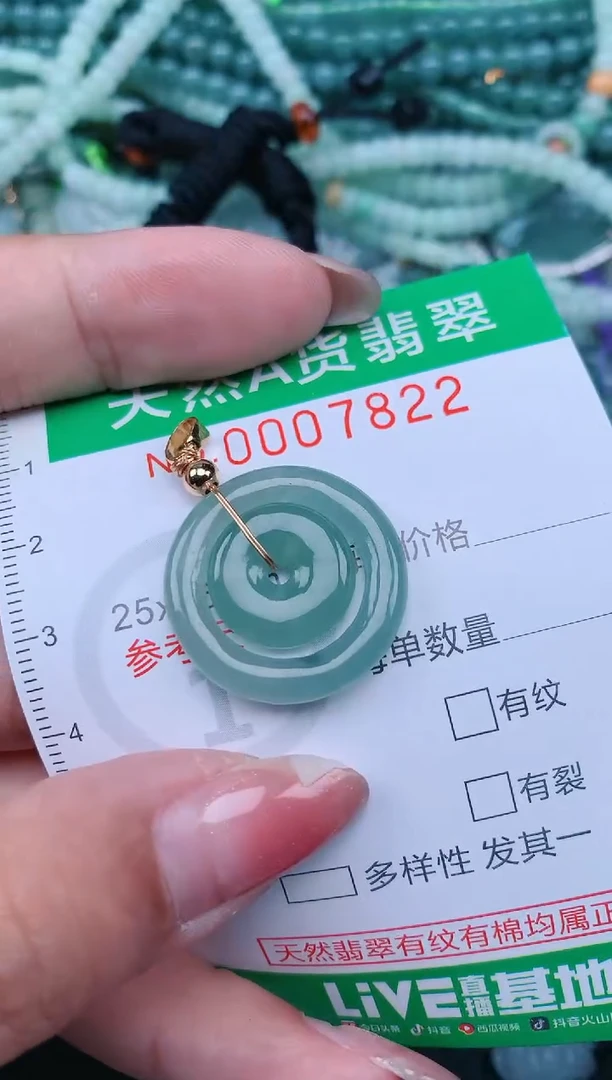 天然A货翡翠
No.0007822
1
2
价格
25x
参考
3
每单数量
有纹
4
有裂
多样性 发其一
天然翡翠有纹有棉均属正
LiVE直播基地
今日头条 抖音 西瓜视频 抖音火山